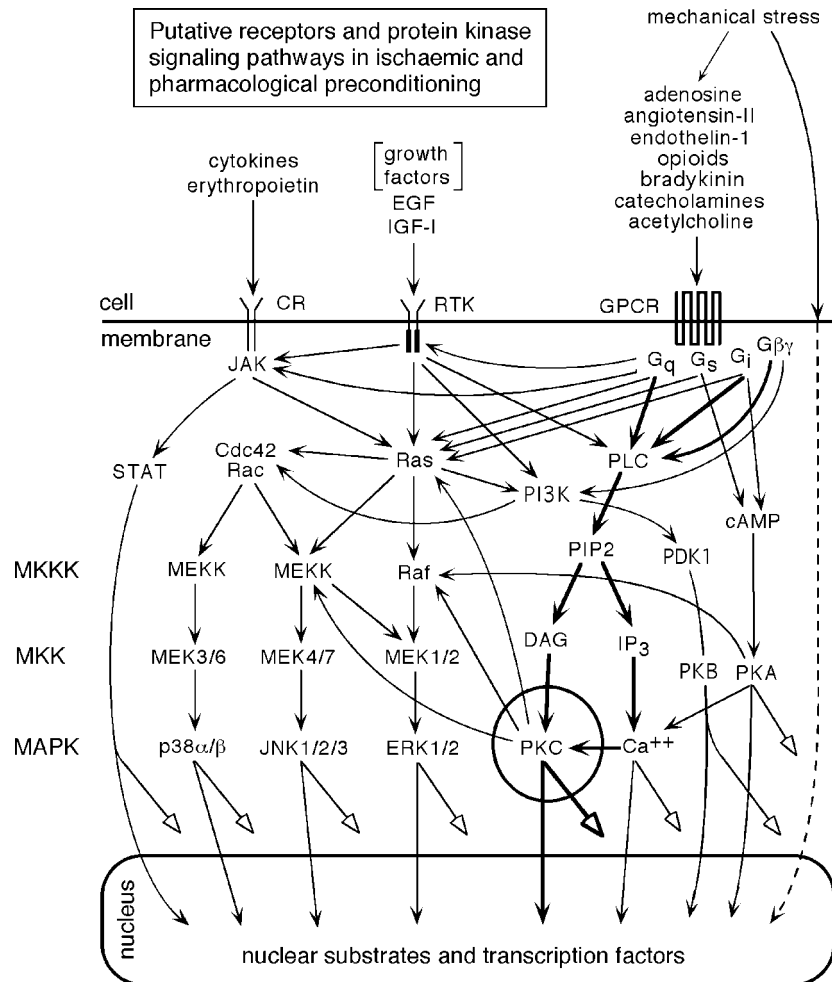 Putative receptors and protein kinase
signaling pathways in ischaemic and
pharmacological preconditioning
mechanical stress
adenosine
angiotensin-II
endothelin-1
opioids
bradykinin
catecholamines
acetylcholine
cytokines
erythropoietin
growth
factors
EGF
IGF-I
cell
membrane
CR
RTK
GPCR
JAK
Gq Gs Gi Gβγ
STAT
Cdc42
Rac
Ras
PLC
PI3K
cAMP
PIP2
PDK1
MKKK
MEKK
MEKK
Raf
DAG
IP3
MKK
MEK3/6
MEK4/7
MEK1/2
PKB
PKA
MAPK
p38α/β
JNK1/2/3
ERK1/2
PKC
Ca++
nucleus
nuclear substrates and transcription factors